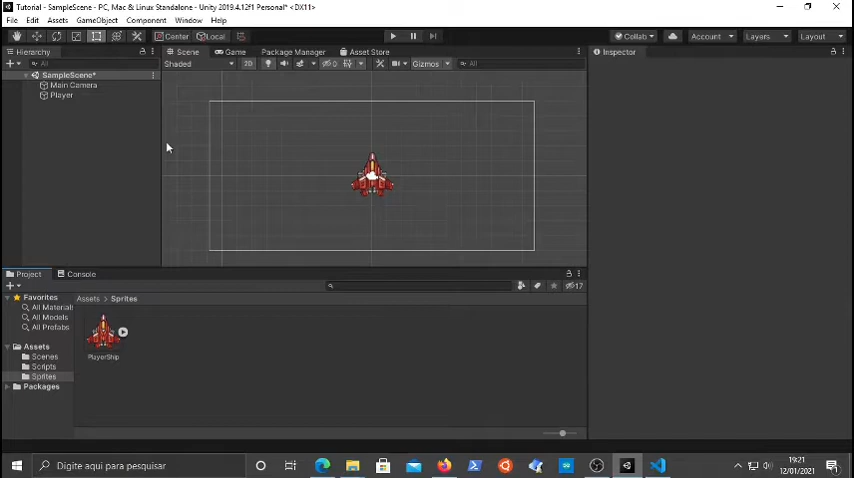 Tutorial - SampleScene - PC, Mac & Linux Standalone - Unity 2019.4.12f1 Personal* <DX11>
File Edit Assets GameObject Component Window Help
Center Local Collab Account Layers Layout
Hierarchy Scene Game Package Manager Asset Store Inspector
All Shaded 2D 0 Gizmos All
SampleScene*
Main Camera
Player
Project Console
17
Favorites Assets > Sprites
All Materials
All Models
All Prefabs
Assets PlayerShip
Scenes
Scripts
Sprites
Packages
Digite aqui para pesquisar
19:21
12/01/2021